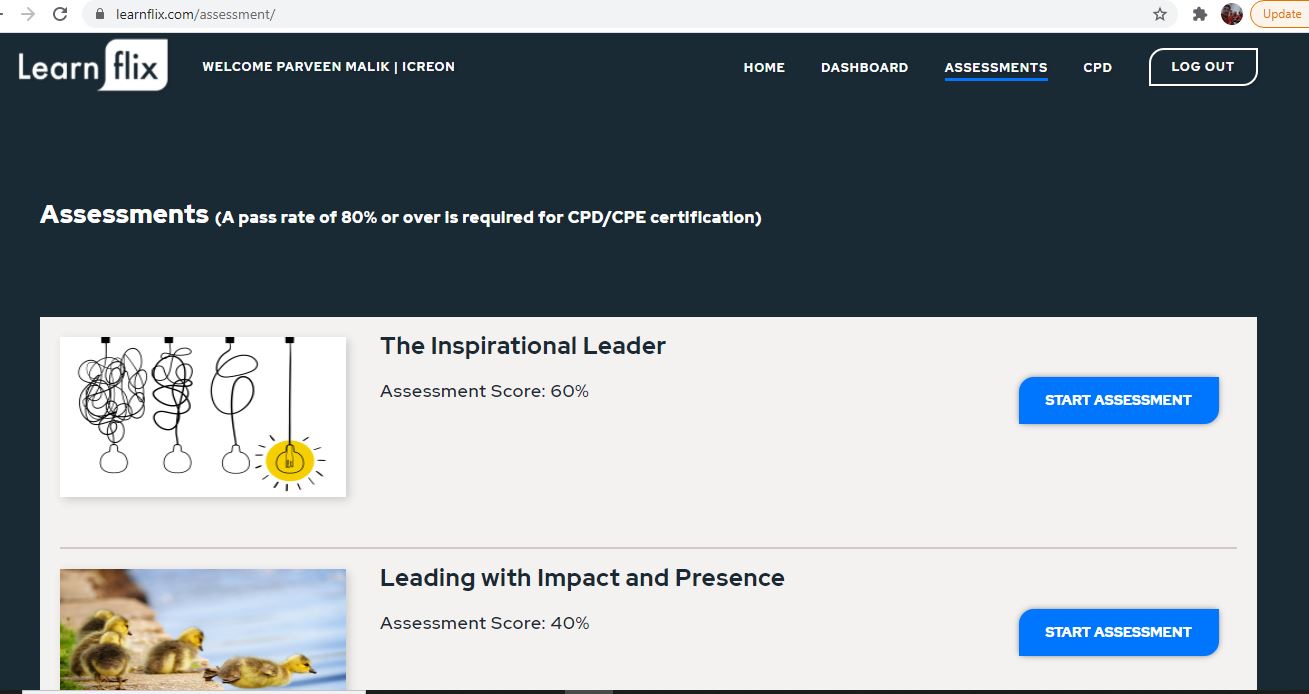 learnflix.com/assessment/
Update
Learn flix
WELCOME PARVEEN MALIK | ICREON
HOME
DASHBOARD
ASSESSMENTS
CPD
LOG OUT
Assessments (A pass rate of 80% or over is required for CPD/CPE certification)
The Inspirational Leader
Assessment Score: 60%
START ASSESSMENT
Leading with Impact and Presence
Assessment Score: 40%
START ASSESSMENT